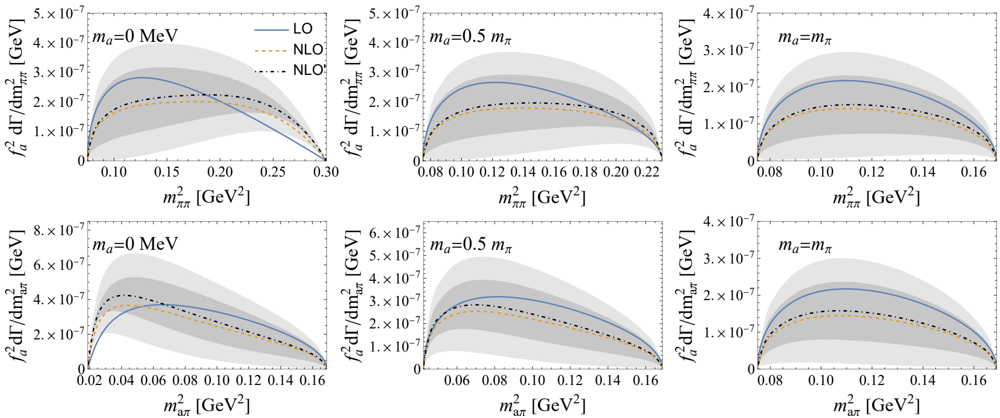 5. × 10⁻⁷
4. × 10⁻⁷
3. × 10⁻⁷
2. × 10⁻⁷
1. × 10⁻⁷
0
f_a² dΓ/dm²_ππ [GeV]
m_a=0 MeV
LO
NLO
NLO'
0.10 0.15 0.20 0.25 0.30
m²_ππ [GeV²]
5. × 10⁻⁷
4. × 10⁻⁷
3. × 10⁻⁷
2. × 10⁻⁷
1. × 10⁻⁷
0
f_a² dΓ/dm²_ππ [GeV]
m_a=0.5 m_π
0.08 0.10 0.12 0.14 0.16 0.18 0.20 0.22
m²_ππ [GeV²]
4. × 10⁻⁷
3. × 10⁻⁷
2. × 10⁻⁷
1. × 10⁻⁷
0
f_a² dΓ/dm²_ππ [GeV]
m_a=m_π
0.08 0.10 0.12 0.14 0.16
m²_ππ [GeV²]
8. × 10⁻⁷
6. × 10⁻⁷
4. × 10⁻⁷
2. × 10⁻⁷
0
f_a² dΓ/dm²_aπ [GeV]
m_a=0 MeV
0.02 0.04 0.06 0.08 0.10 0.12 0.14 0.16
m²_aπ [GeV²]
6. × 10⁻⁷
5. × 10⁻⁷
4. × 10⁻⁷
3. × 10⁻⁷
2. × 10⁻⁷
1. × 10⁻⁷
0
f_a² dΓ/dm²_aπ [GeV]
m_a=0.5 m_π
0.06 0.08 0.10 0.12 0.14 0.16
m²_aπ [GeV²]
4. × 10⁻⁷
3. × 10⁻⁷
2. × 10⁻⁷
1. × 10⁻⁷
0
f_a² dΓ/dm²_aπ [GeV]
m_a=m_π
0.08 0.10 0.12 0.14 0.16
m²_aπ [GeV²]